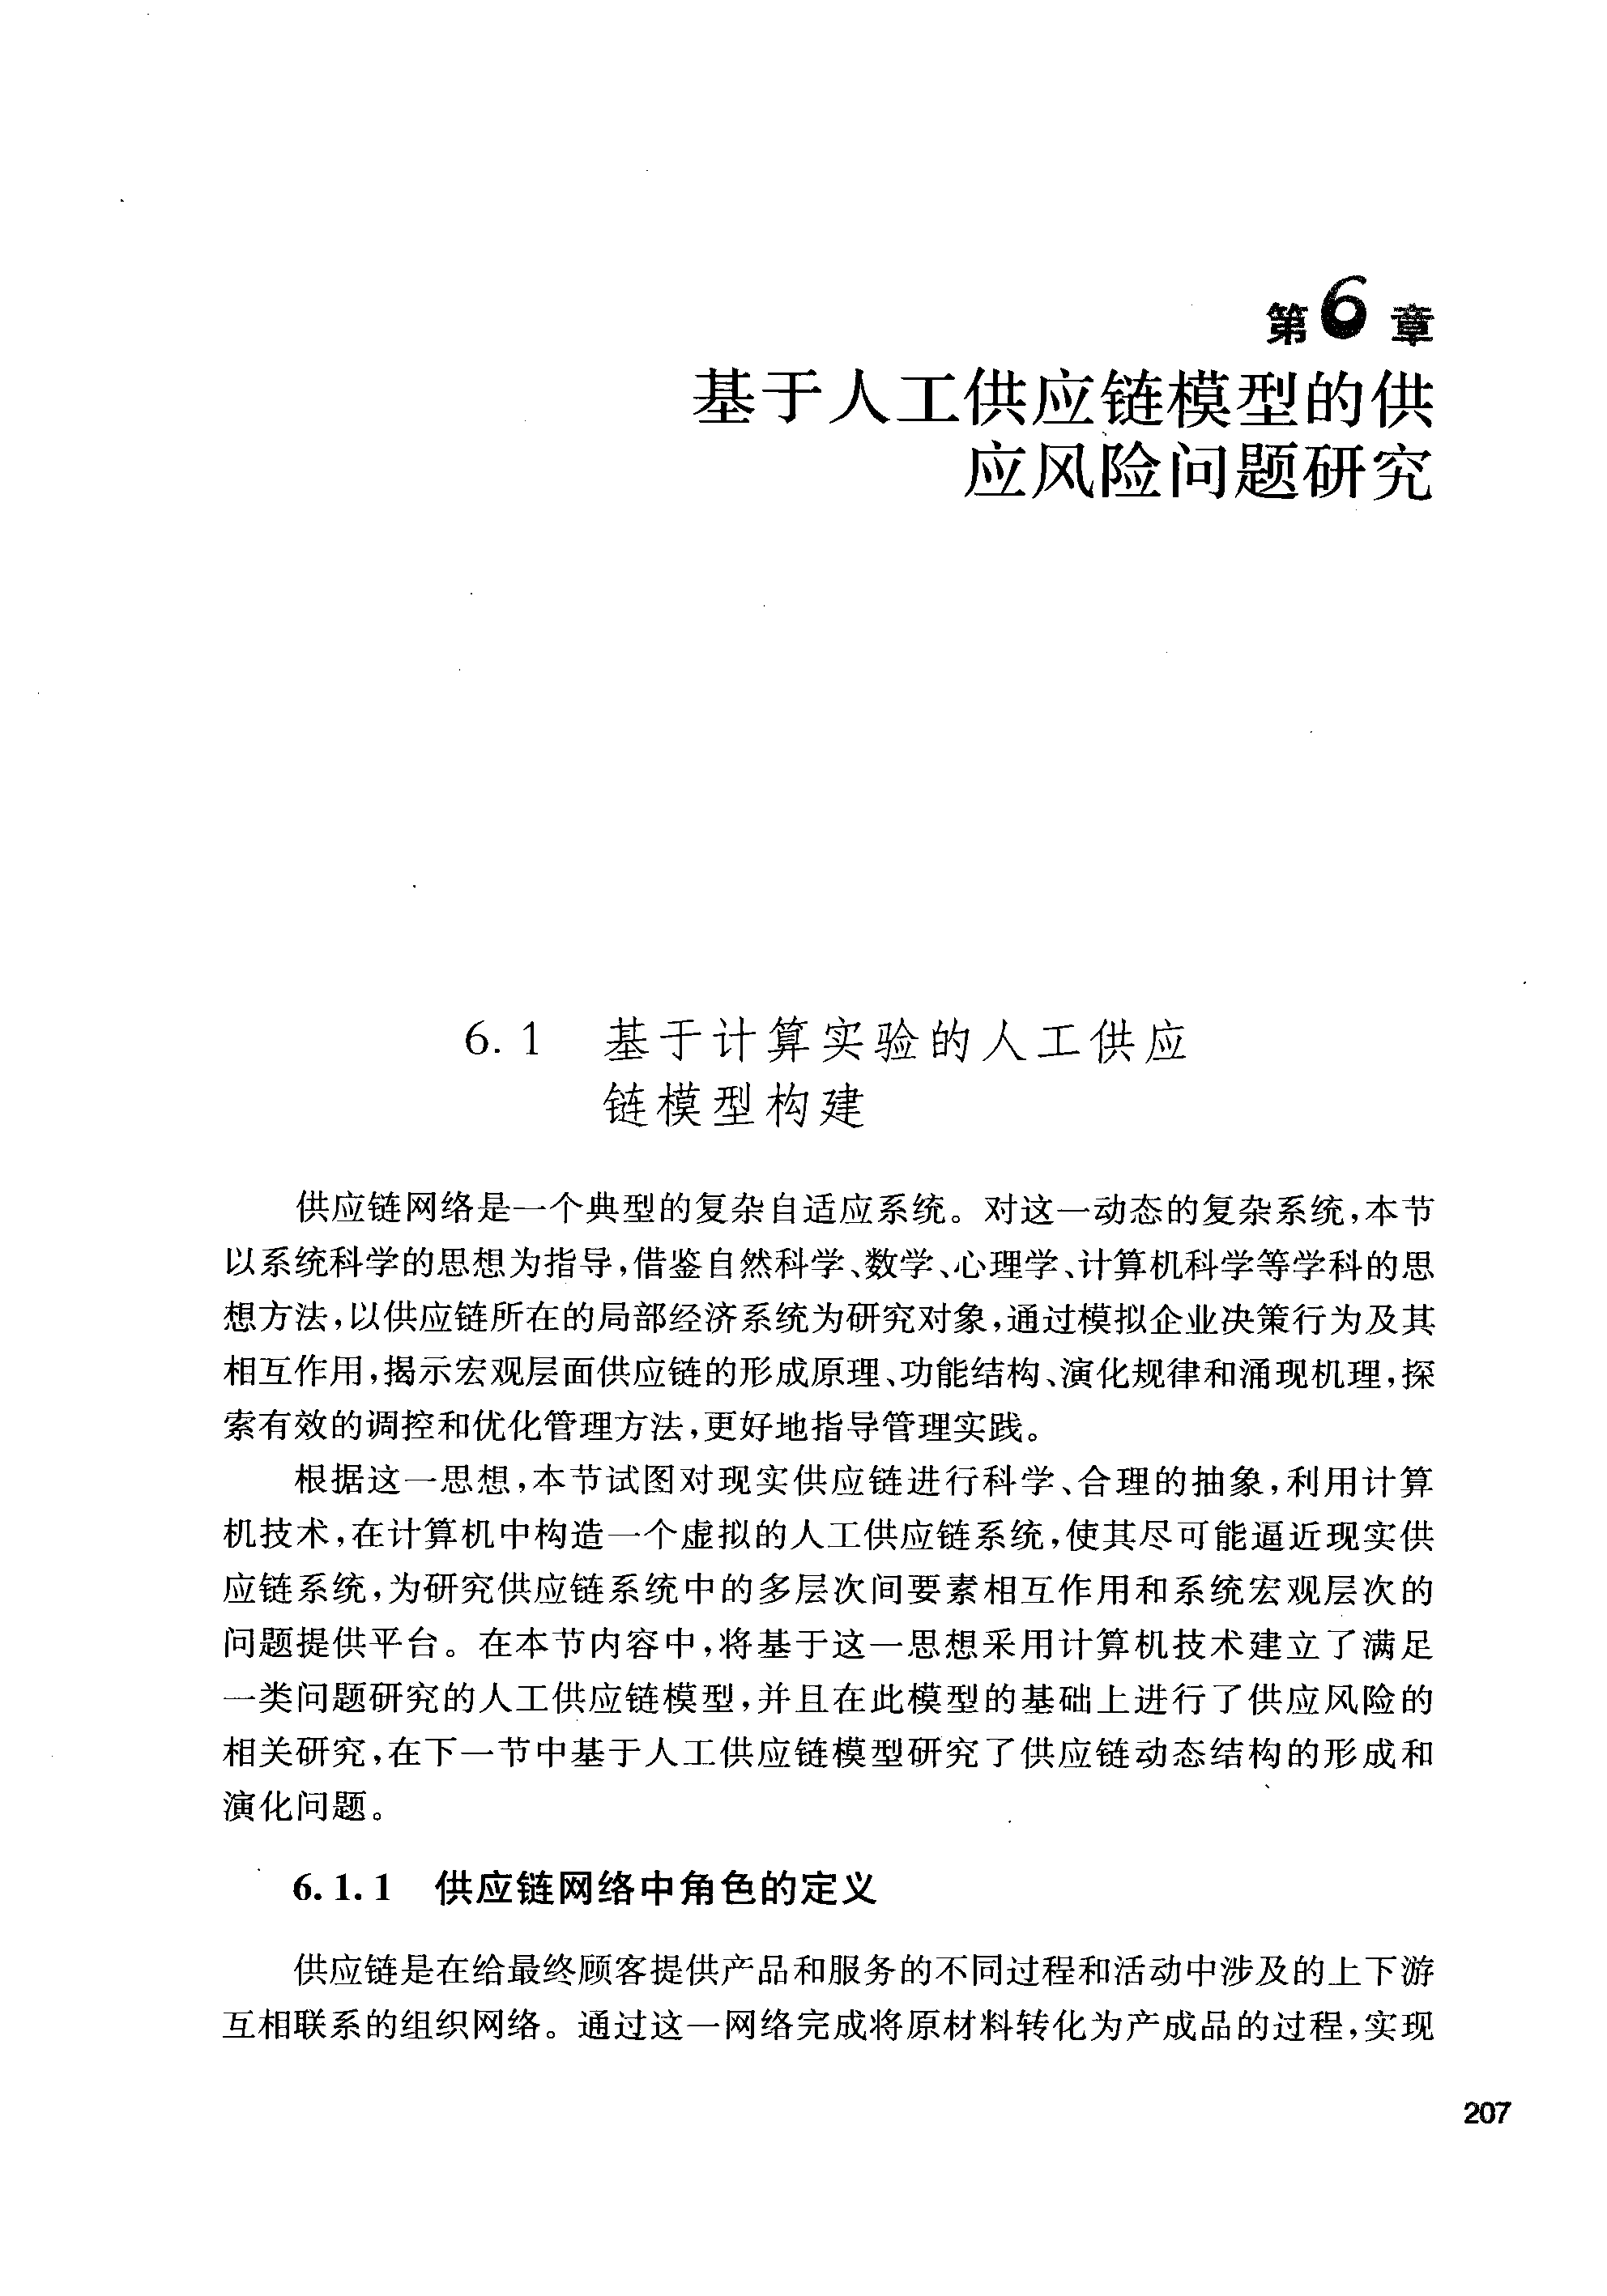 第6章
基于人工供应链模型的供
应风险问题研究
6.1 基于计算实验的人工供应
链模型构建
供应链网络是一个典型的复杂自适应系统。对这一动态的复杂系统,本节
以系统科学的思想为指导,借鉴自然科学、数学、心理学、计算机科学等学科的思
想方法,以供应链所在的局部经济系统为研究对象,通过模拟企业决策行为及其
相互作用,揭示宏观层面供应链的形成原理、功能结构、演化规律和涌现机理,探
索有效的调控和优化管理方法,更好地指导管理实践。
根据这一思想,本节试图对现实供应链进行科学、合理的抽象,利用计算
机技术,在计算机中构造一个虚拟的人工供应链系统,使其尽可能逼近现实供
应链系统,为研究供应链系统中的多层次间要素相互作用和系统宏观层次的
问题提供平台。在本节内容中,将基于这一思想采用计算机技术建立了满足
一类问题研究的人工供应链模型,并且在此模型的基础上进行了供应风险的
相关研究,在下一节中基于人工供应链模型研究了供应链动态结构的形成和
演化问题。
6.1.1 供应链网络中角色的定义
供应链是在给最终顾客提供产品和服务的不同过程和活动中涉及的上下游
互相联系的组织网络。通过这一网络完成将原材料转化为产成品的过程,实现
207